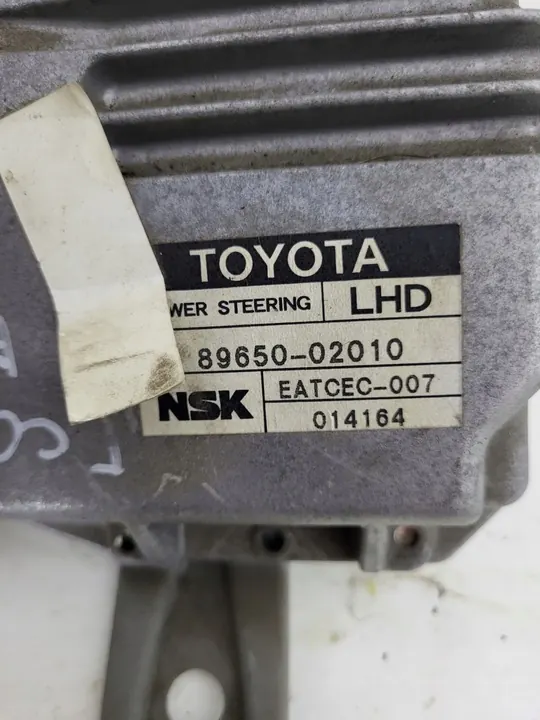 TOYOTA
WER STEERING LHD
89650-02010
NSK EATCEC-007
014164